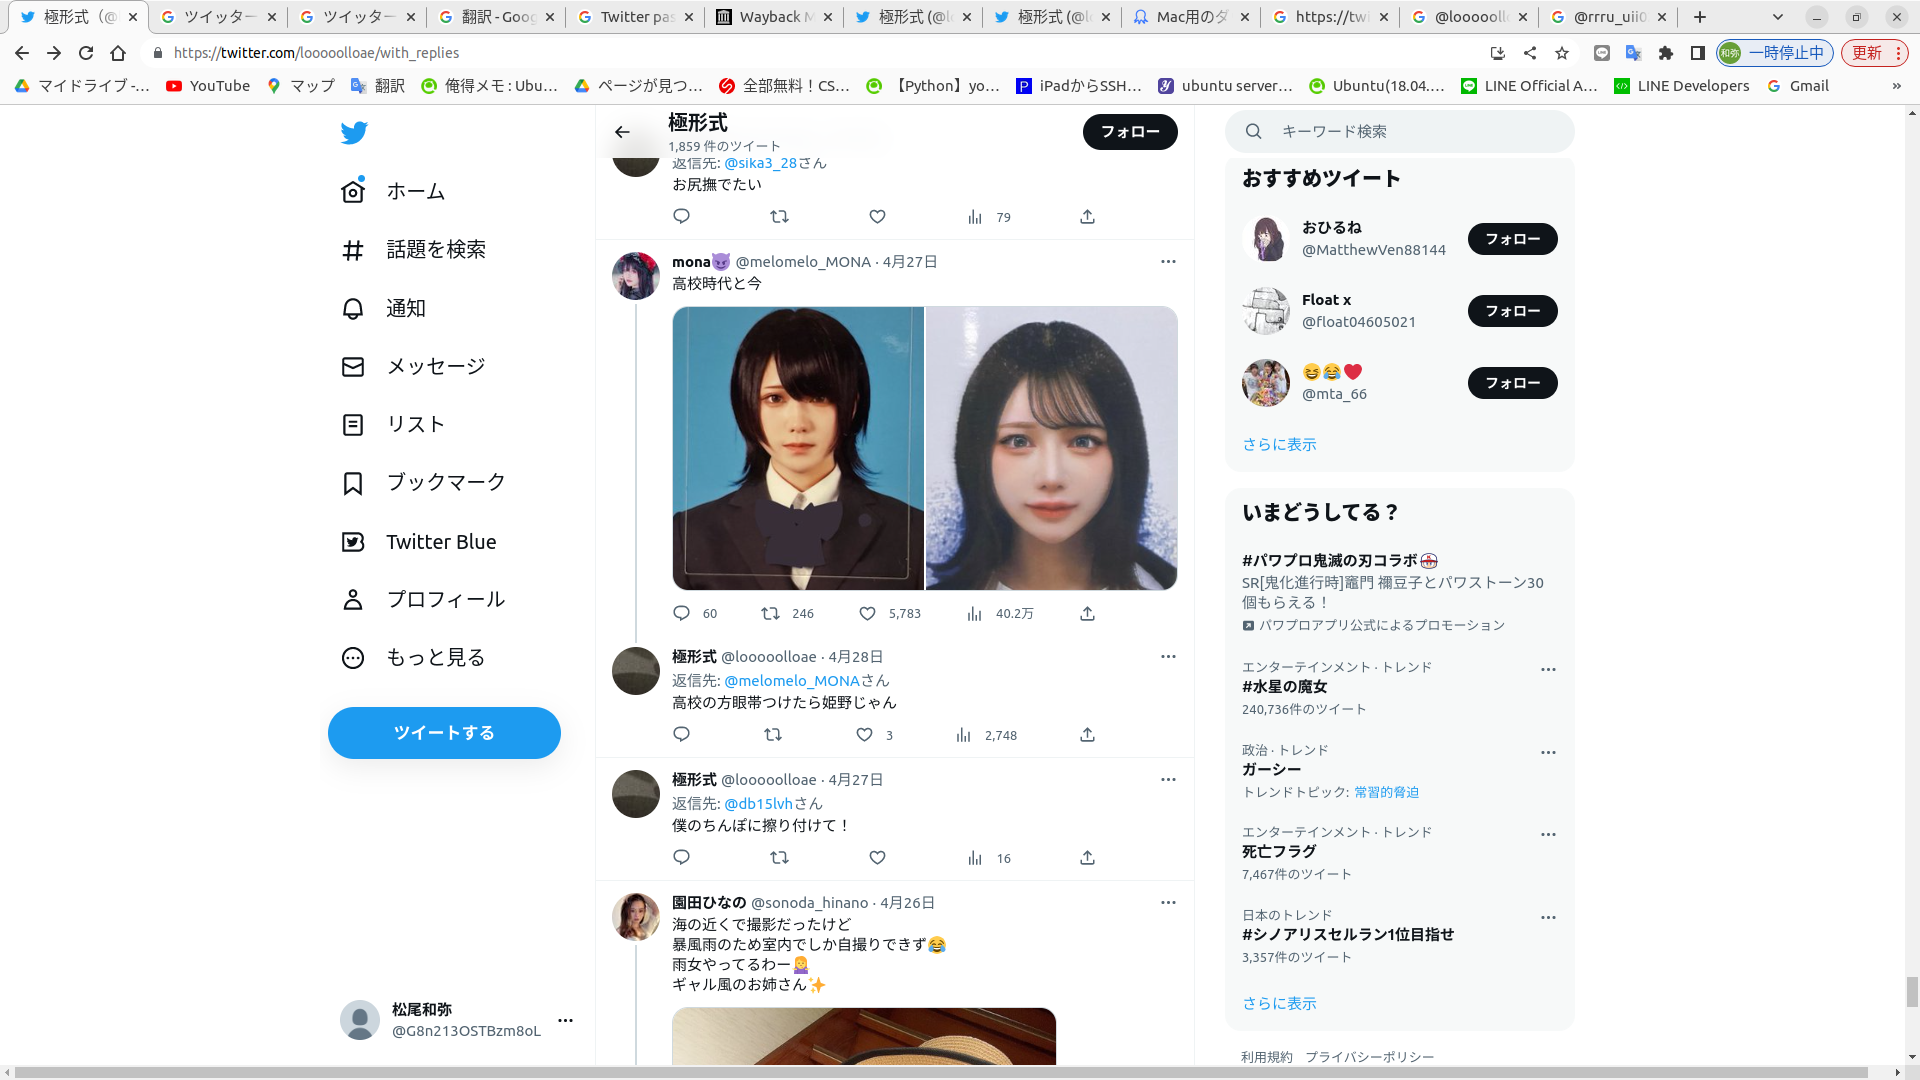 極形式 (@
ツイッター
ツイッター
翻訳 - Goog
Twitter pas
Wayback M
極形式 (@lo
極形式 (@lo
Mac用のダ
https://twi
@looooollo
@rrru_uii0
https://twitter.com/looooolloae/with_replies
和弥
一時停止中
更新
マイドライブ -...
YouTube
マップ
翻訳
俺得メモ : Ubu...
ページが見つ...
全部無料！CS...
【Python】yo...
iPadからSSH...
ubuntu server...
Ubuntu(18.04....
LINE Official A...
LINE Developers
Gmail
»
ホーム
話題を検索
通知
メッセージ
リスト
ブックマーク
Twitter Blue
プロフィール
もっと見る
ツイートする
松尾和弥
@G8n213OSTBzm8oL
極形式
1,859 件のツイート
フォロー
返信先: @sika3_28さん
お尻撫でたい
79
mona😈 @melomelo_MONA · 4月27日
高校時代と今
60 246 5,783 40.2万
極形式 @looooolloae · 4月28日
返信先: @melomelo_MONAさん
高校の方眼帯つけたら姫野じゃん
3 2,748
極形式 @looooolloae · 4月27日
返信先: @db15lvhさん
僕のちんぽに擦り付けて！
16
園田ひなの @sonoda_hinano · 4月26日
海の近くで撮影だったけど
暴風雨のため室内でしか自撮りできず😂
雨女やってるわー🤷‍♀️
ギャル風のお姉さん✨
キーワード検索
おすすめツイート
おひるね
@MatthewVen88144
フォロー
Float x
@float04605021
フォロー
😆😂❤️
@mta_66
フォロー
さらに表示
いまどうしてる？
#パワプロ鬼滅の刃コラボ
SR[鬼化進行時]竈門 禰豆子とパワストーン30
個もらえる！
パワプロアプリ公式によるプロモーション
エンターテインメント · トレンド
#水星の魔女
240,736件のツイート
政治 · トレンド
ガーシー
トレンドトピック: 常習的脅迫
エンターテインメント · トレンド
死亡フラグ
7,467件のツイート
日本のトレンド
#シノアリスセルラン1位目指せ
3,357件のツイート
さらに表示
利用規約 プライバシーポリシー